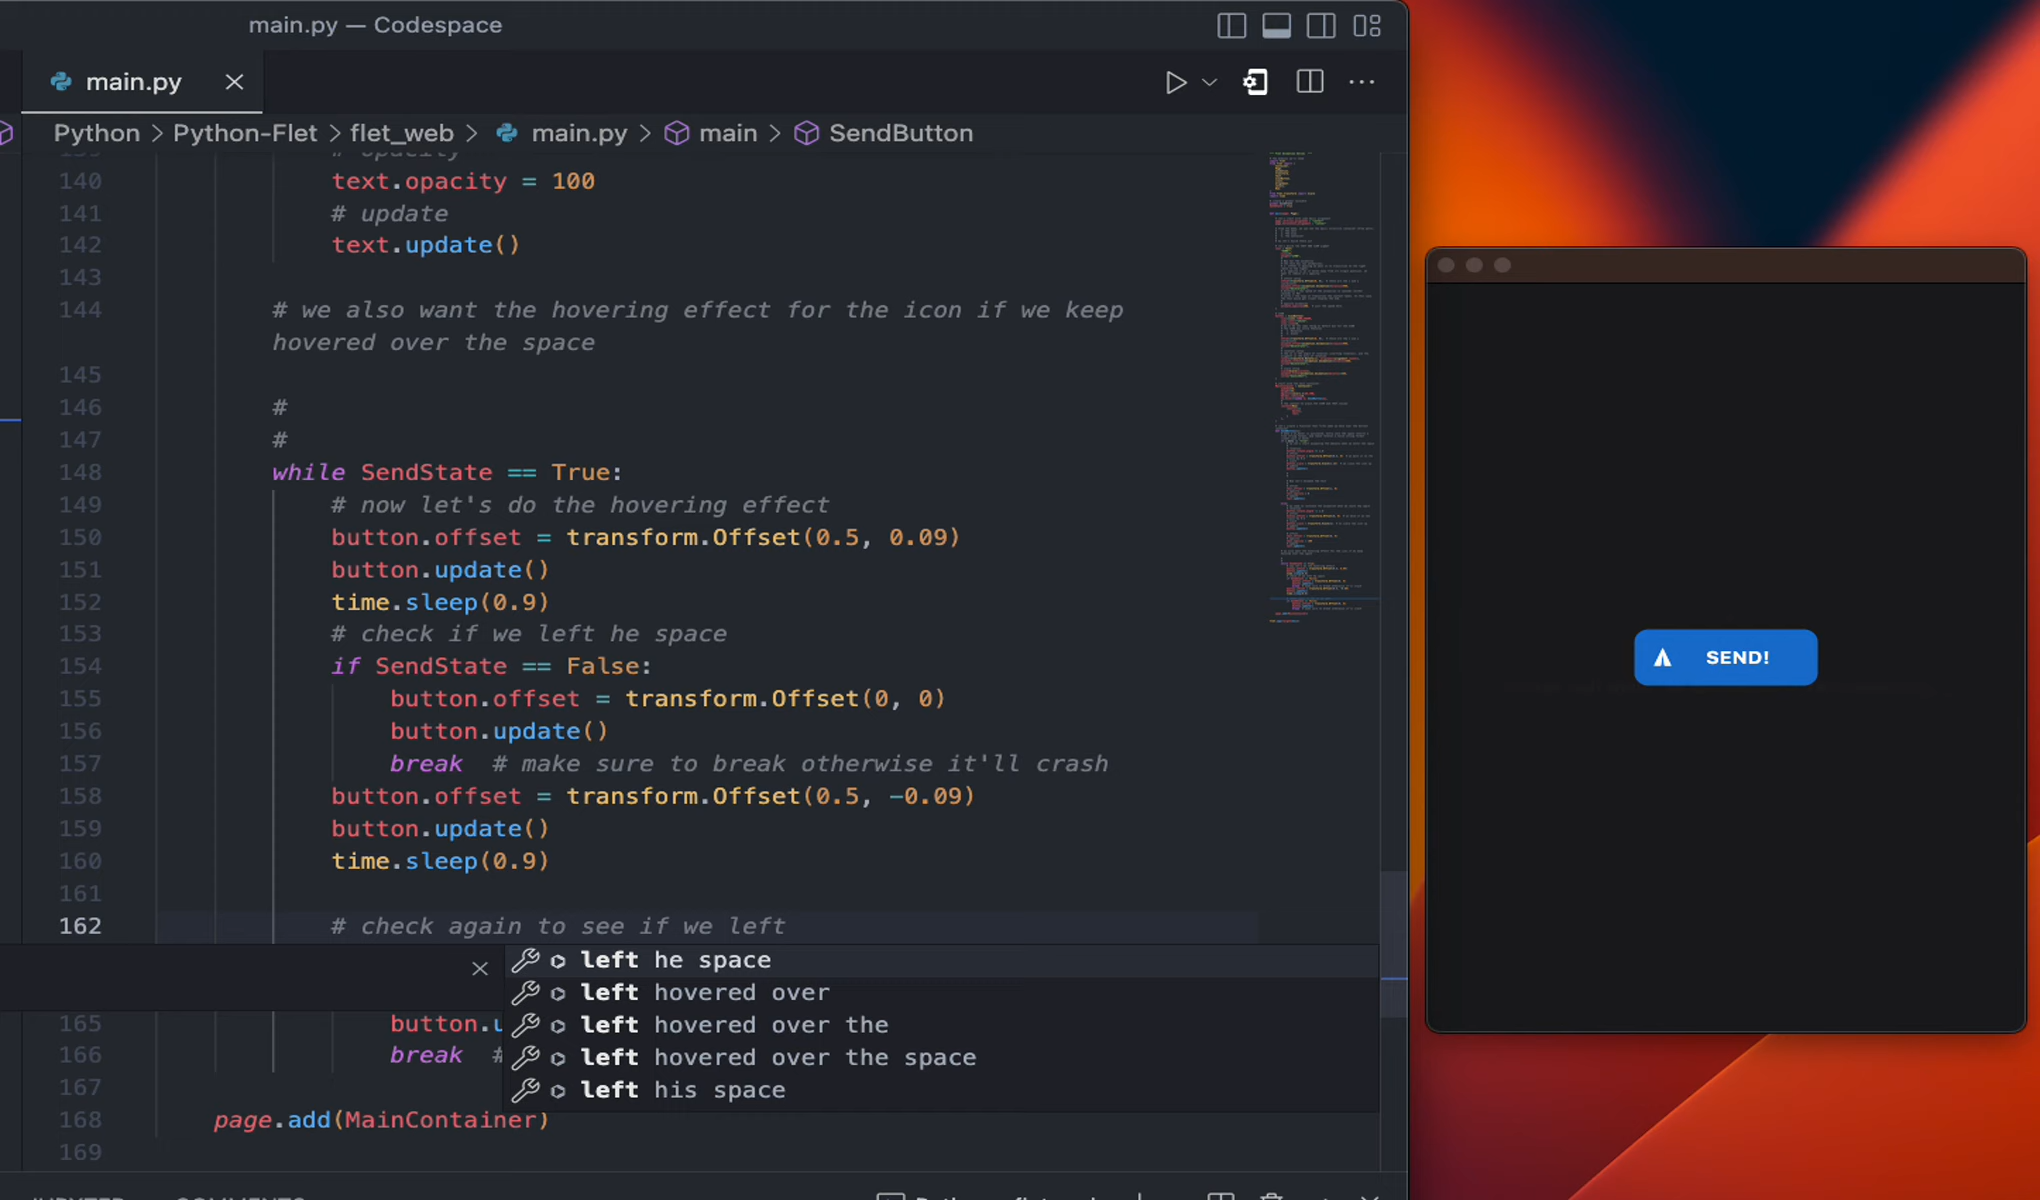 main.py — Codespace
main.py
Python > Python-Flet > flet_web > main.py > main > SendButton
# opacity
140 text.opacity = 100
141 # update
142 text.update()
143
144 # we also want the hovering effect for the icon if we keep
hovered over the space
145
146 #
147 #
148 while SendState == True:
149 # now let's do the hovering effect
150 button.offset = transform.Offset(0.5, 0.09)
151 button.update()
152 time.sleep(0.9)
153 # check if we left he space
154 if SendState == False:
155 button.offset = transform.Offset(0, 0)
156 button.update()
157 break # make sure to break otherwise it'll crash
158 button.offset = transform.Offset(0.5, -0.09)
159 button.update()
160 time.sleep(0.9)
161
162 # check again to see if we left
left he space
left hovered over
left hovered over the
left hovered over the space
left his space
165 button.u
166 break #
167
168 page.add(MainContainer)
169
SEND!